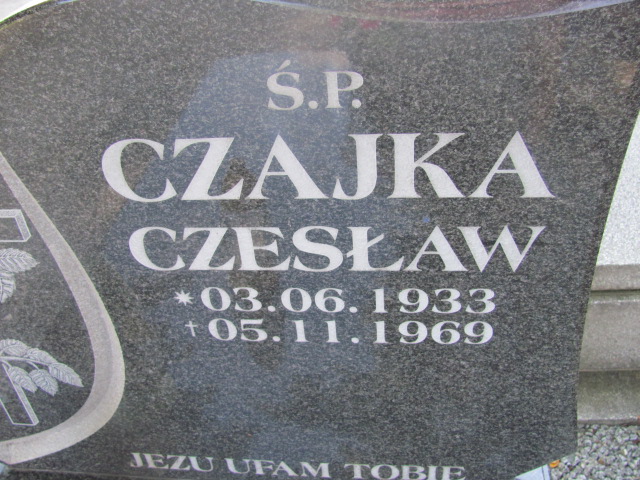 Ś.P.
CZAJKA
CZESŁAW
*03.06.1933
†05.11.1969
JEZU UFAM TOBIE